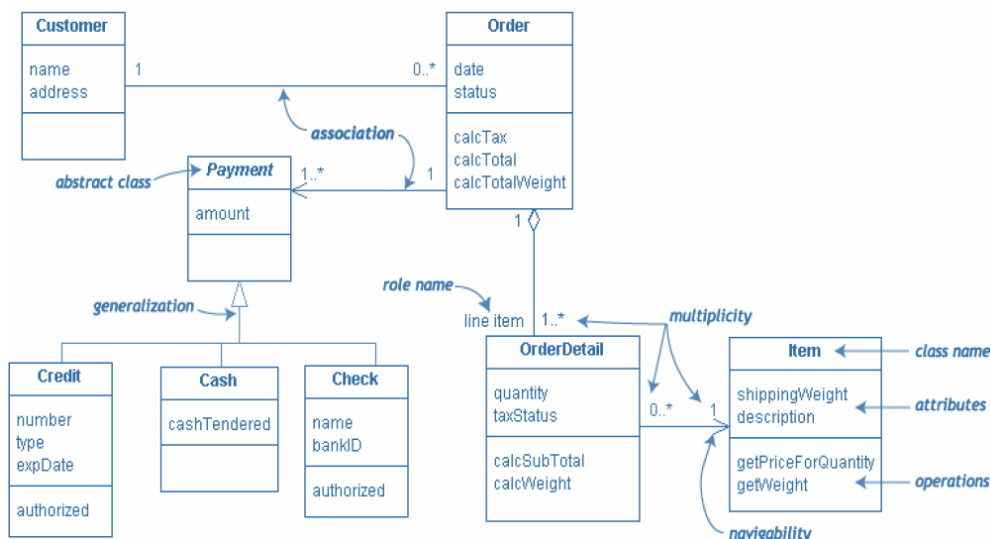 Customer
name
address
1
0..*
Order
date
status
calcTax
calcTotal
calcTotalWeight
association
abstract class
Payment
amount
1..*
1
1
generalization
role name
line item
1..*
multiplicity
Credit
number
type
expDate
authorized
Cash
cashTendered
Check
name
bankID
authorized
OrderDetail
quantity
taxStatus
calcSubTotal
calcWeight
0..*
1
Item
shippingWeight
description
getPriceForQuantity
getWeight
class name
attributes
operations
navigability